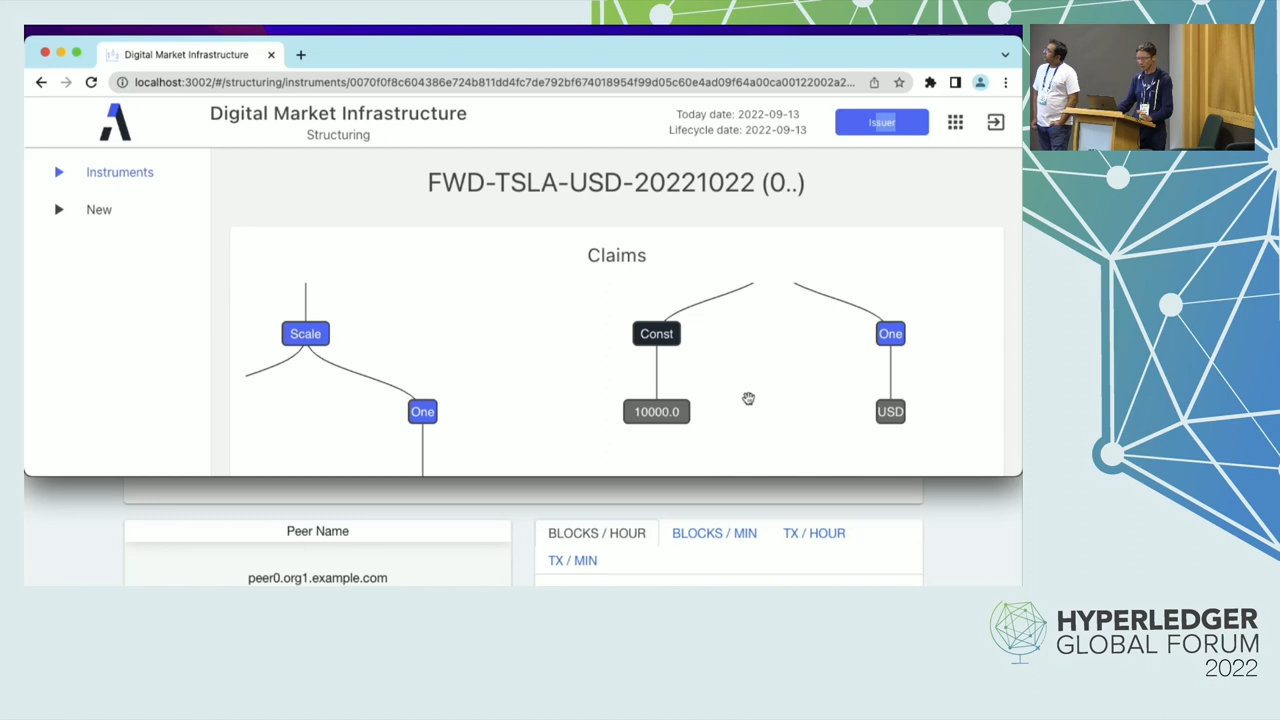 Digital Market Infrastructure
localhost:3002/#/structuring/instruments/0070f0f8c604386e724b811dd4fc7de792bf674018954f99d05c60e4ad09f64a00ca00122002a2...
Digital Market Infrastructure
Structuring
Today date: 2022-09-13
Lifecycle date: 2022-09-13
Issuer
Instruments
New
FWD-TSLA-USD-20221022 (0..)
Claims
Scale
Const
One
One
10000.0
USD
Peer Name
BLOCKS / HOUR
BLOCKS / MIN
TX / HOUR
TX / MIN
peer0.org1.example.com
HYPERLEDGER
GLOBAL FORUM
2022